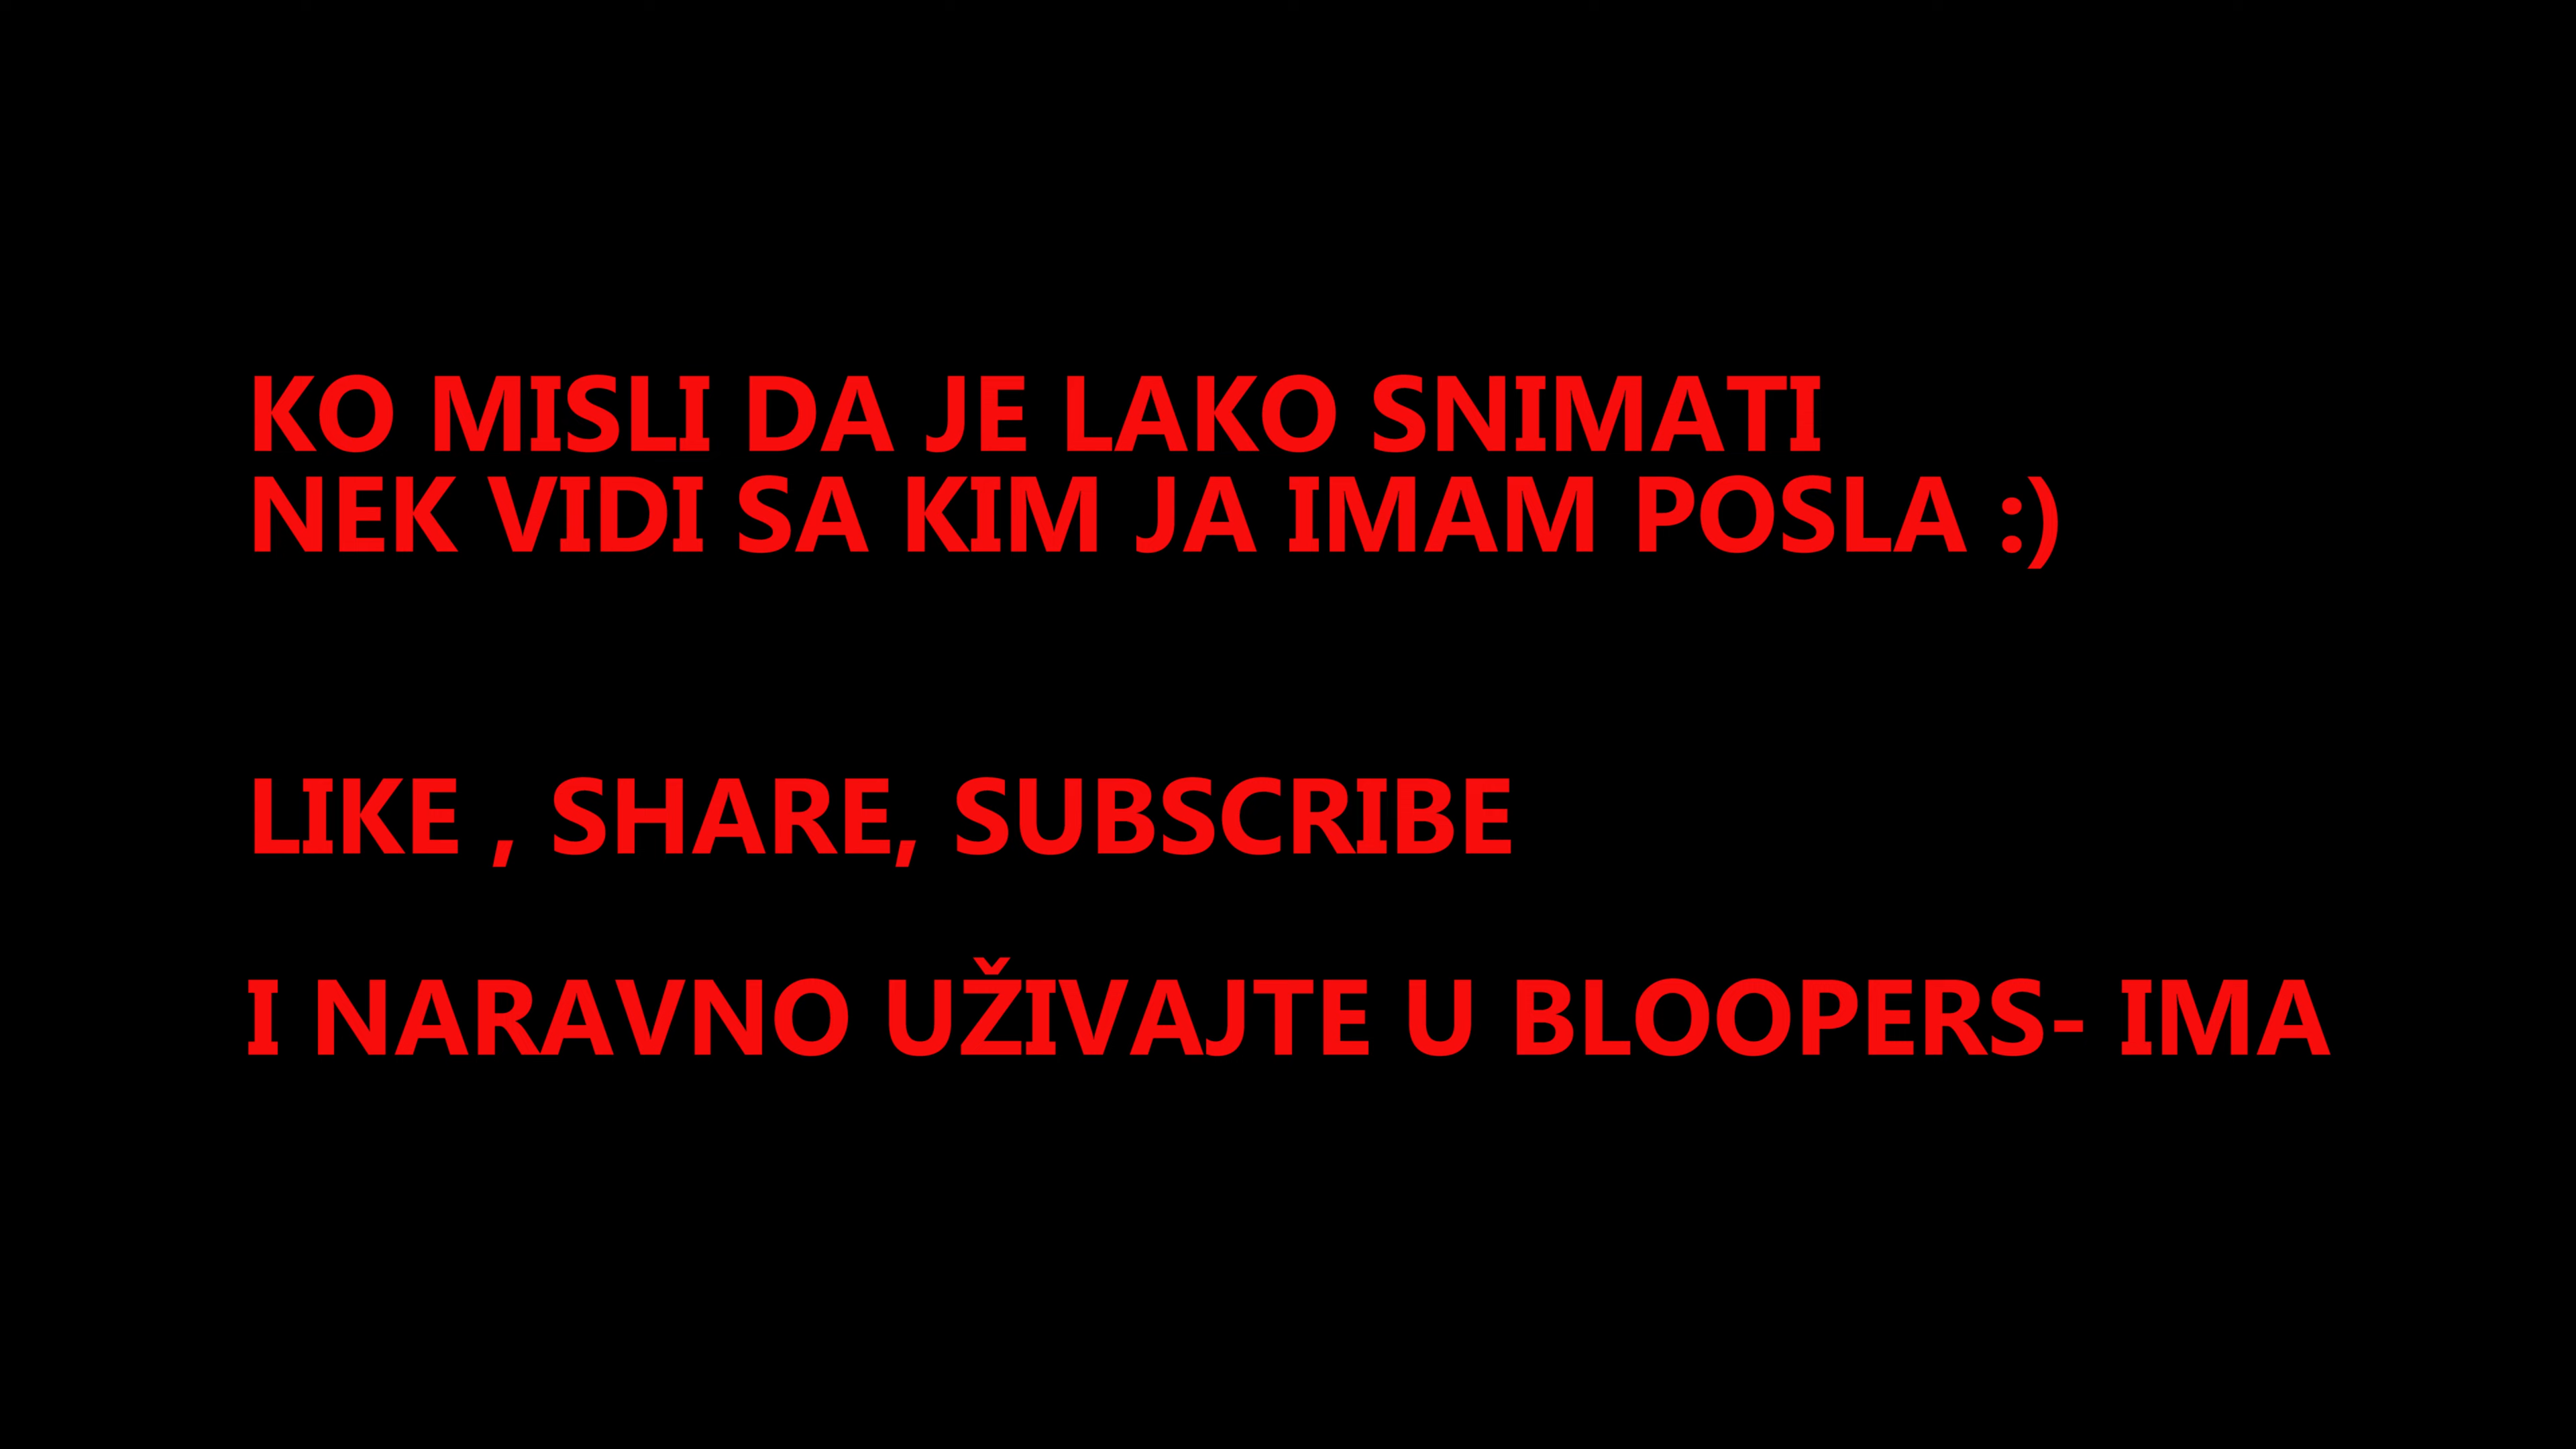 KO MISLI DA JE LAKO SNIMATI
NEK VIDI SA KIM JA IMAM POSLA :)
LIKE , SHARE, SUBSCRIBE
I NARAVNO UŽIVAJTE U BLOOPERS- IMA